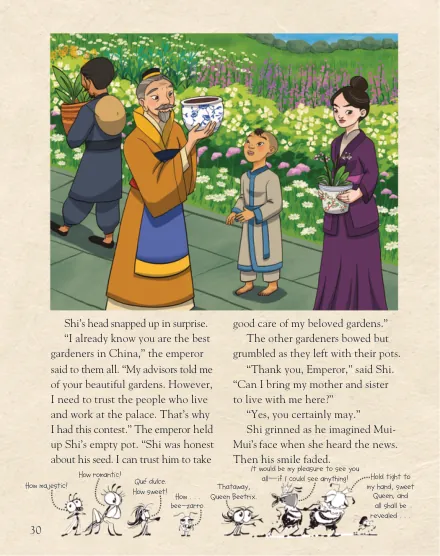 Shi's head snapped up in surprise.
"I already know you are the best
gardeners in China," the emperor
said to them all. "My advisors told me
of your beautiful gardens. However,
I need to trust the people who live
and work at the palace. That's why
I had this contest." The emperor held
up Shi's empty pot. "Shi was honest
about his seed. I can trust him to take
good care of my beloved gardens."
The other gardeners bowed but
grumbled as they left with their pots.
"Thank you, Emperor," said Shi.
"Can I bring my mother and sister
to live with me here?"
"Yes, you certainly may."
Shi grinned as he imagined Mui-
Mui's face when she heard the news.
Then his smile faded.
How majestic!
How romantic!
Qué dulce.
How sweet!
How . . .
bee-zarro.
Thataway,
Queen Beetrix.
It would be my pleasure to see you
all—if I could see anything!
Hold tight to
my hand, sweet
Queen, and
all shall be
revealed . . .
30